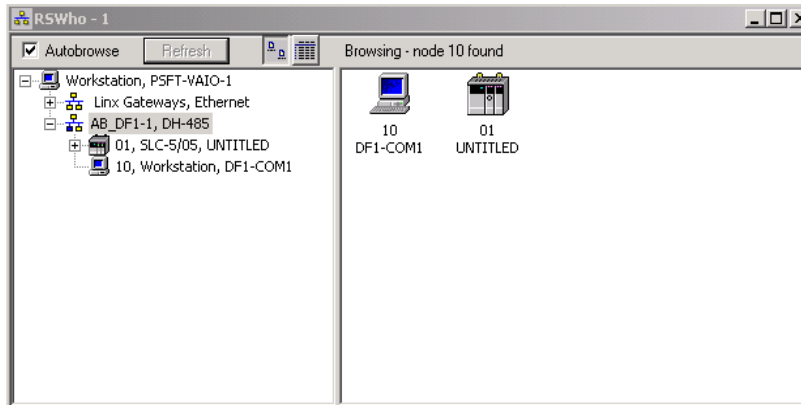 RSWho - 1
Autobrowse Refresh Browsing - node 10 found
Workstation, PSFT-VAIO-1
Linx Gateways, Ethernet
AB_DF1-1, DH-485
01, SLC-5/05, UNTITLED
10, Workstation, DF1-COM1
10
DF1-COM1
01
UNTITLED